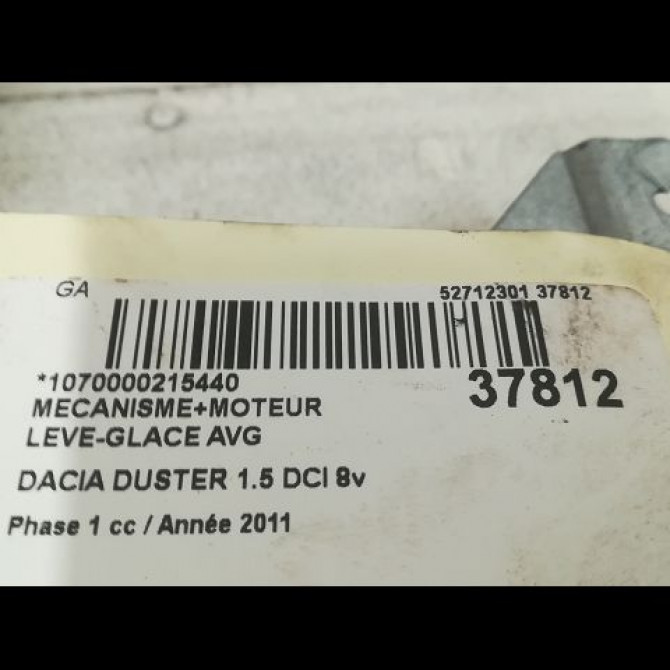 GA
52712301 37812
*1070000215440
37812
MECANISME+MOTEUR
LEVE-GLACE AVG
DACIA DUSTER 1.5 DCI 8v
Phase 1 cc / Année 2011